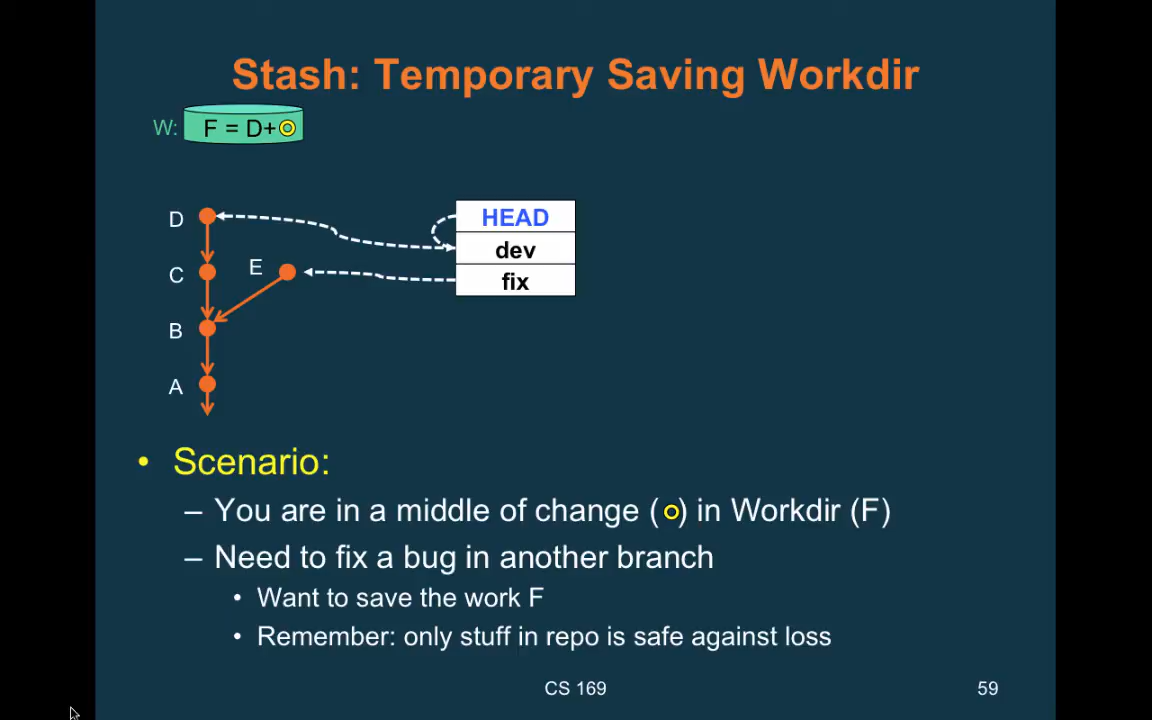 Stash: Temporary Saving Workdir
W: F = D+
D
HEAD
dev
E
C
fix
B
A
• Scenario:
– You are in a middle of change ( ) in Workdir (F)
– Need to fix a bug in another branch
• Want to save the work F
• Remember: only stuff in repo is safe against loss
CS 169
59